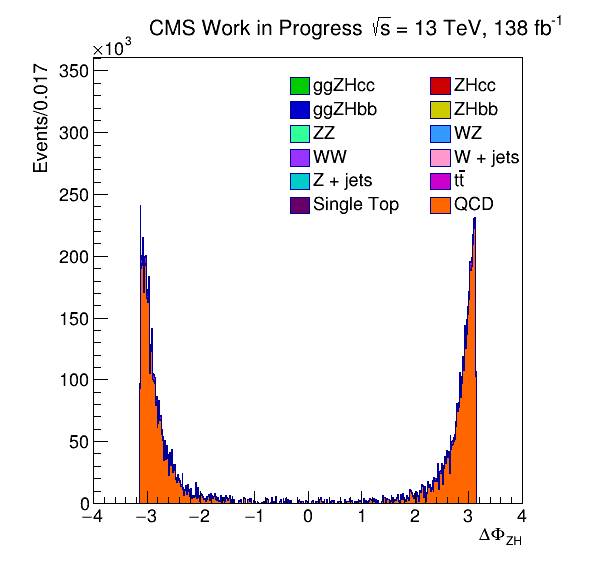 CMS Work in Progress √s = 13 TeV, 138 fb⁻¹
×10³
Events/0.017
350
300
250
200
150
100
50
0
ggZHcc ZHcc
ggZHbb ZHbb
ZZ WZ
WW W + jets
Z + jets tt̄
Single Top QCD
−4 −3 −2 −1 0 1 2 3 4
ΔΦ_ZH